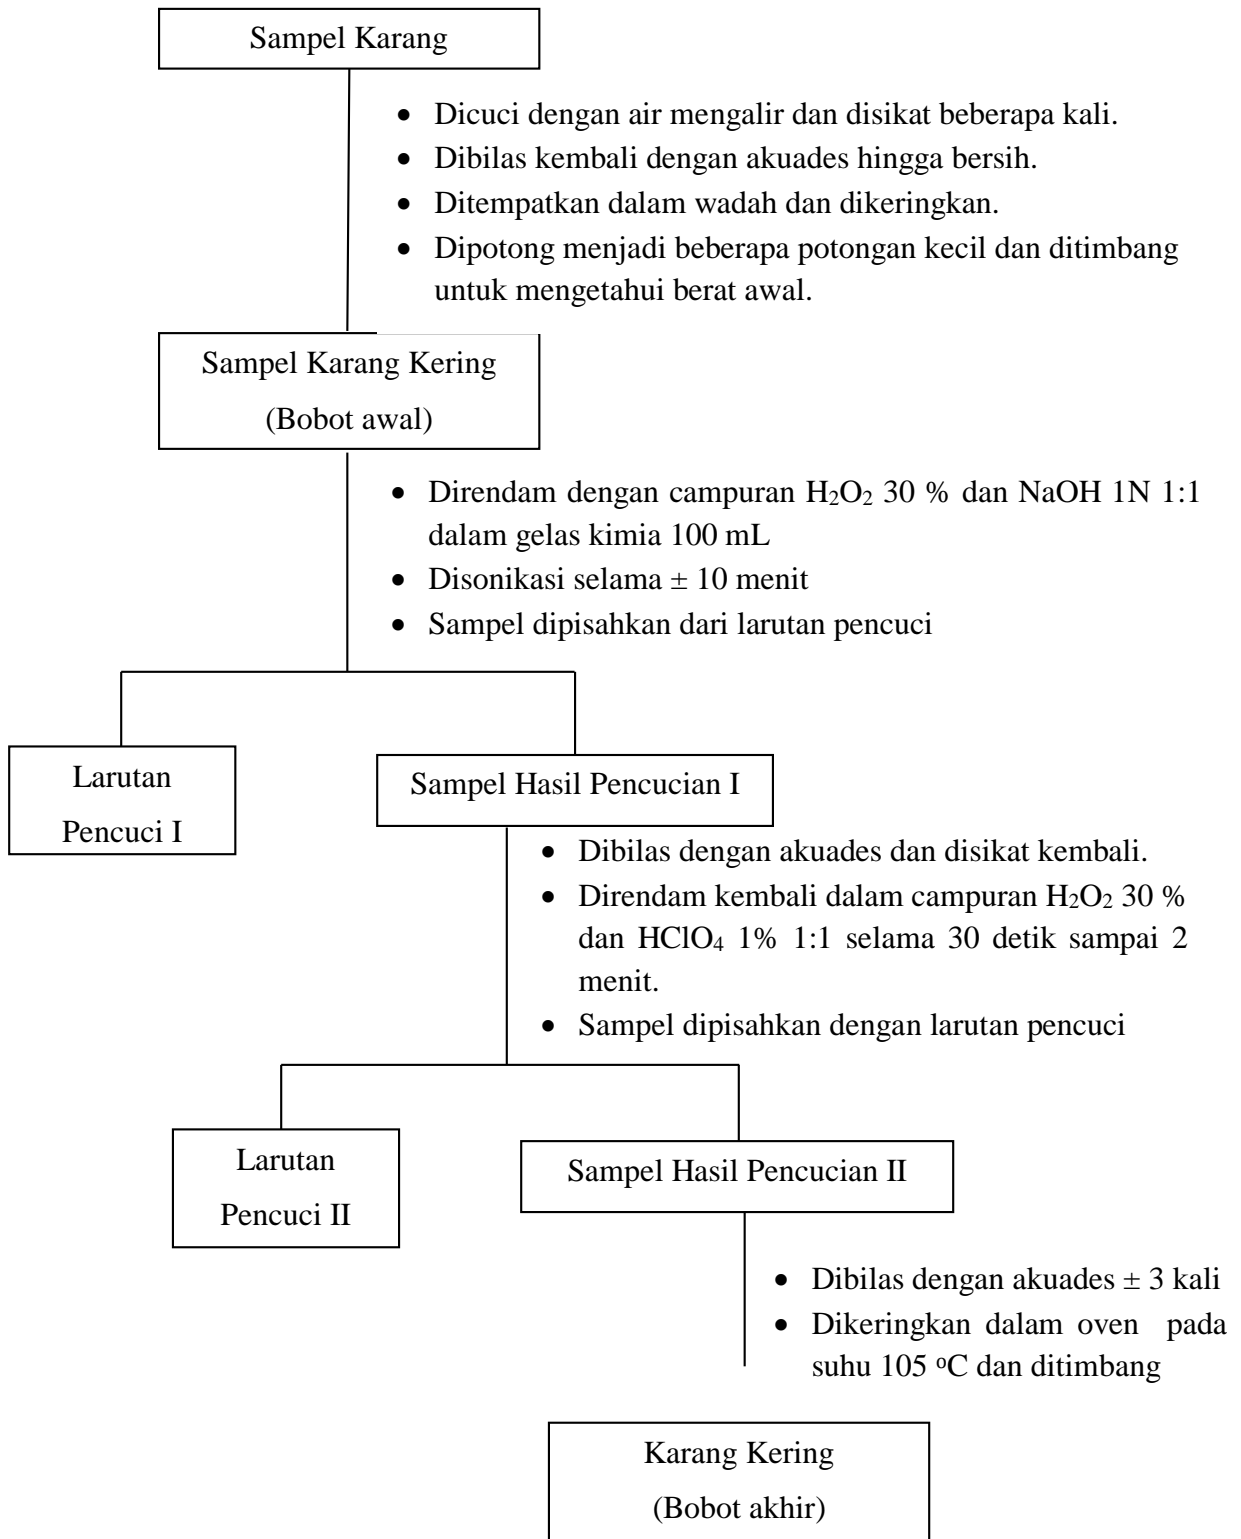 Sampel Karang
• Dicuci dengan air mengalir dan disikat beberapa kali.
• Dibilas kembali dengan akuades hingga bersih.
• Ditempatkan dalam wadah dan dikeringkan.
• Dipotong menjadi beberapa potongan kecil dan ditimbang
untuk mengetahui berat awal.
Sampel Karang Kering
(Bobot awal)
• Direndam dengan campuran H₂O₂ 30 % dan NaOH 1N 1:1
dalam gelas kimia 100 mL
• Disonikasi selama ± 10 menit
• Sampel dipisahkan dari larutan pencuci
Larutan
Pencuci I
Sampel Hasil Pencucian I
• Dibilas dengan akuades dan disikat kembali.
• Direndam kembali dalam campuran H₂O₂ 30 %
dan HClO₄ 1% 1:1 selama 30 detik sampai 2
menit.
• Sampel dipisahkan dengan larutan pencuci
Larutan
Pencuci II
Sampel Hasil Pencucian II
• Dibilas dengan akuades ± 3 kali
• Dikeringkan dalam oven pada
suhu 105 ᵒC dan ditimbang
Karang Kering
(Bobot akhir)